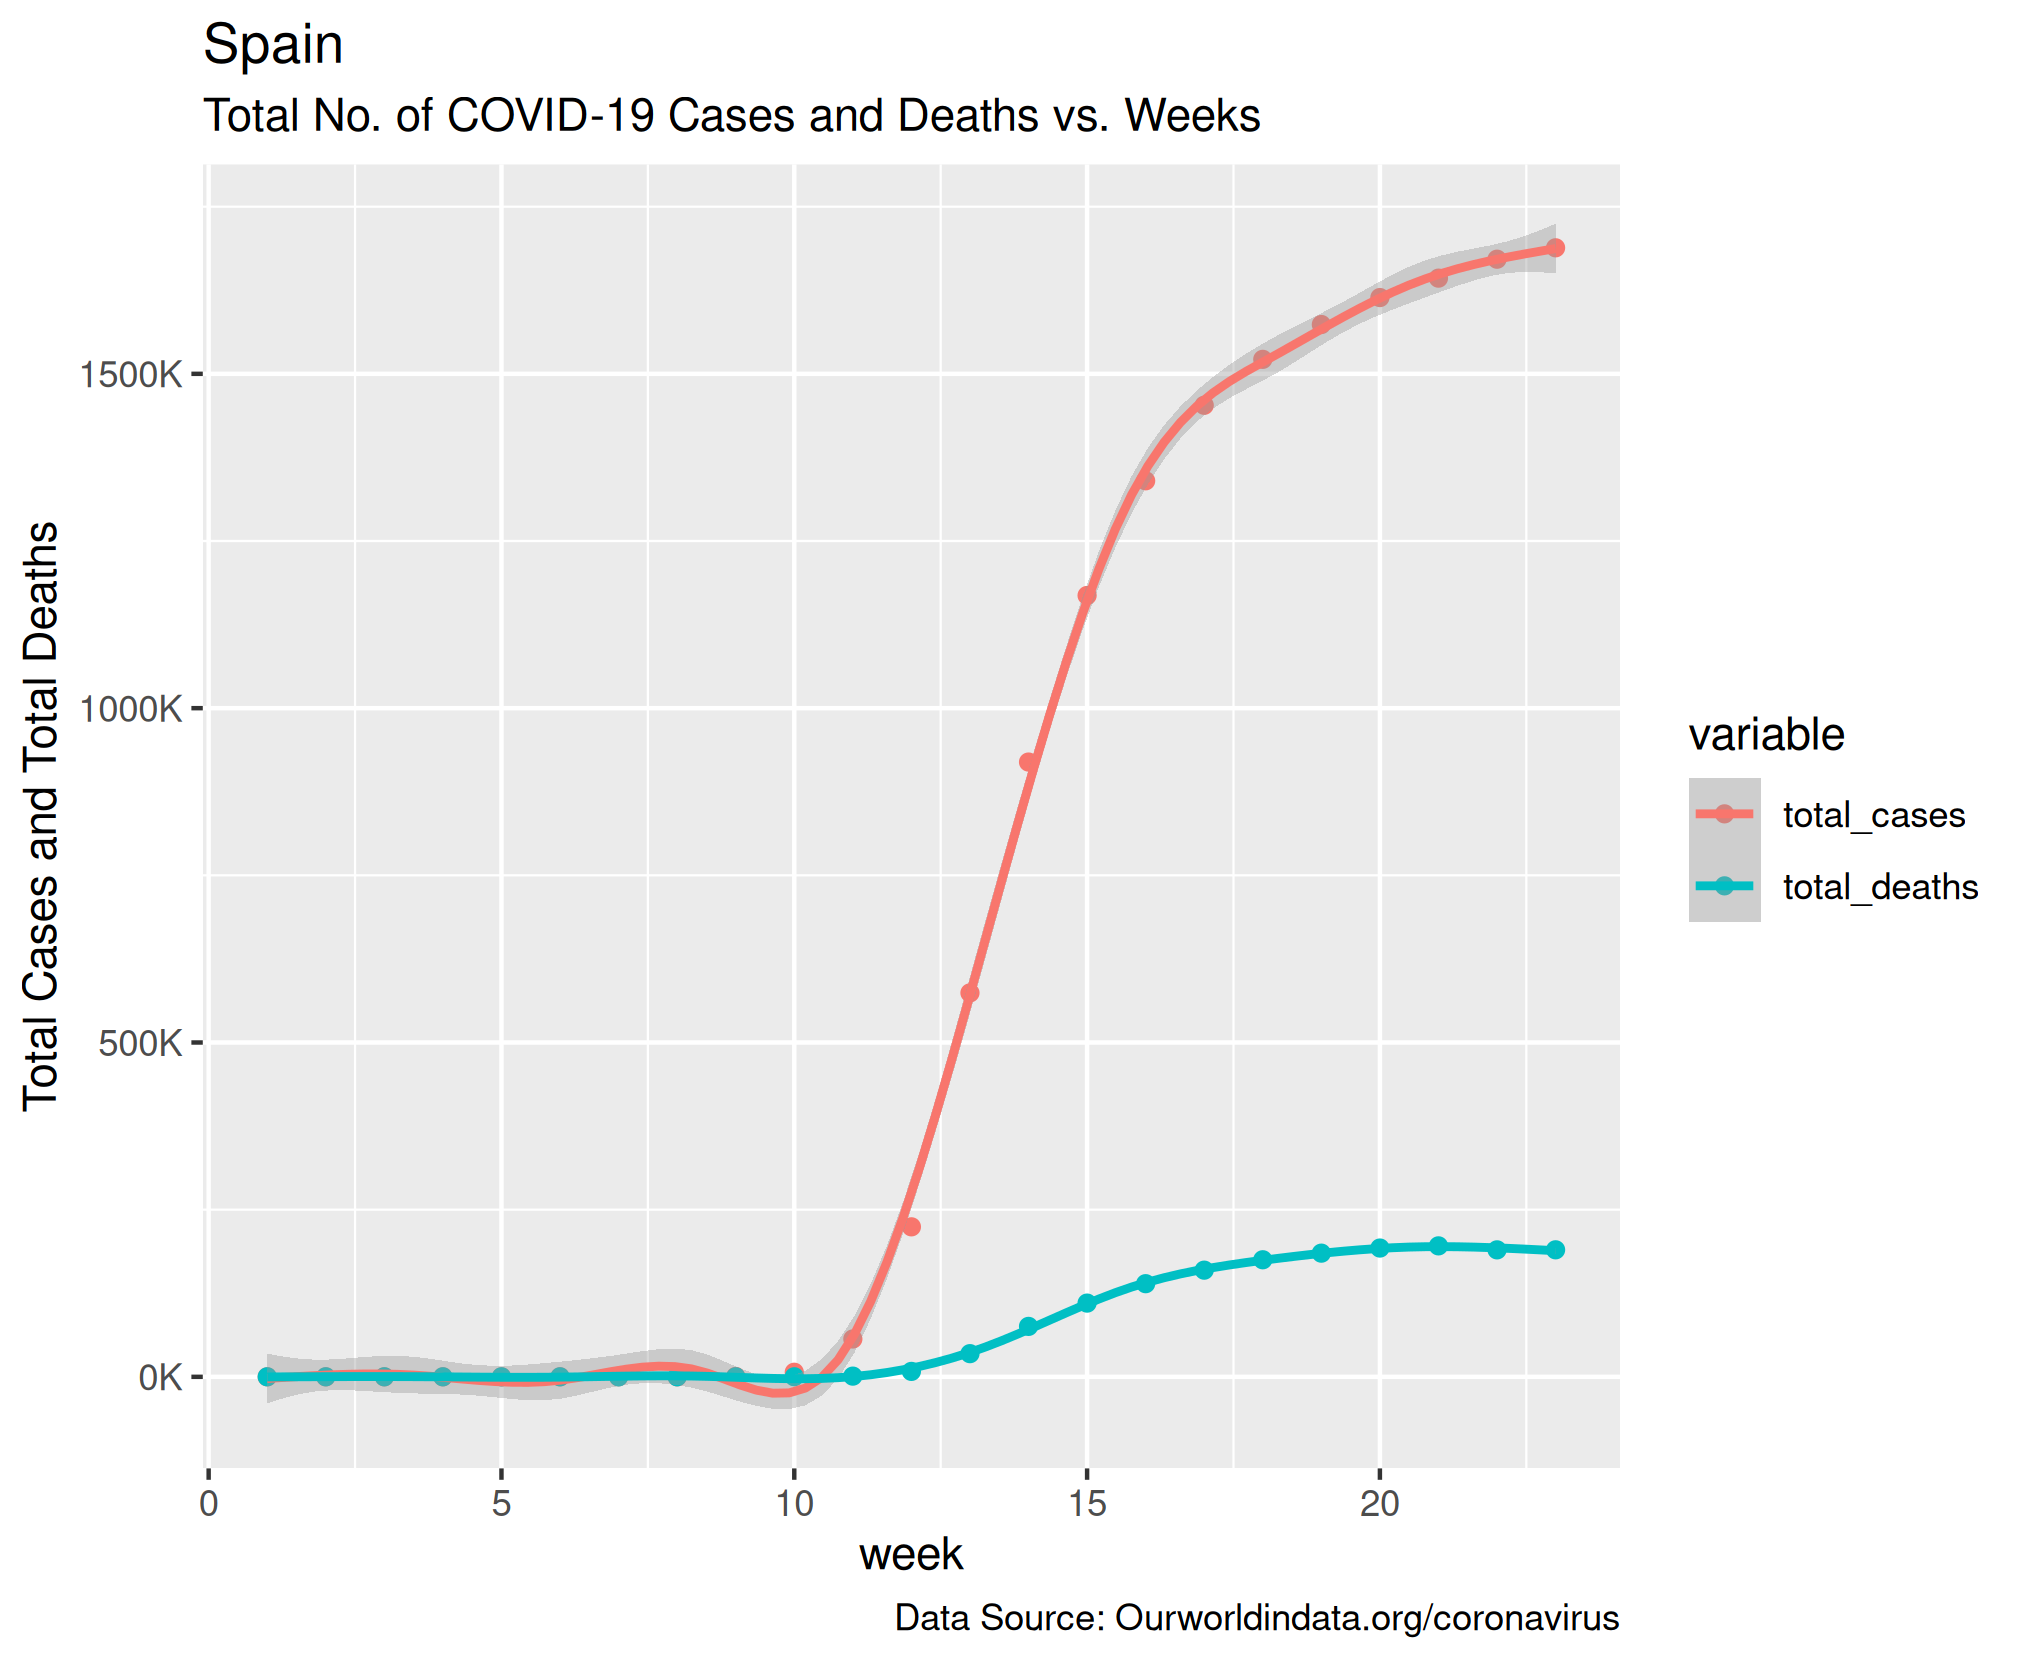 Spain
Total No. of COVID-19 Cases and Deaths vs. Weeks
Total Cases and Total Deaths
1500K
1000K
500K
0K
0
5
10
15
20
week
variable
total_cases
total_deaths
Data Source: Ourworldindata.org/coronavirus